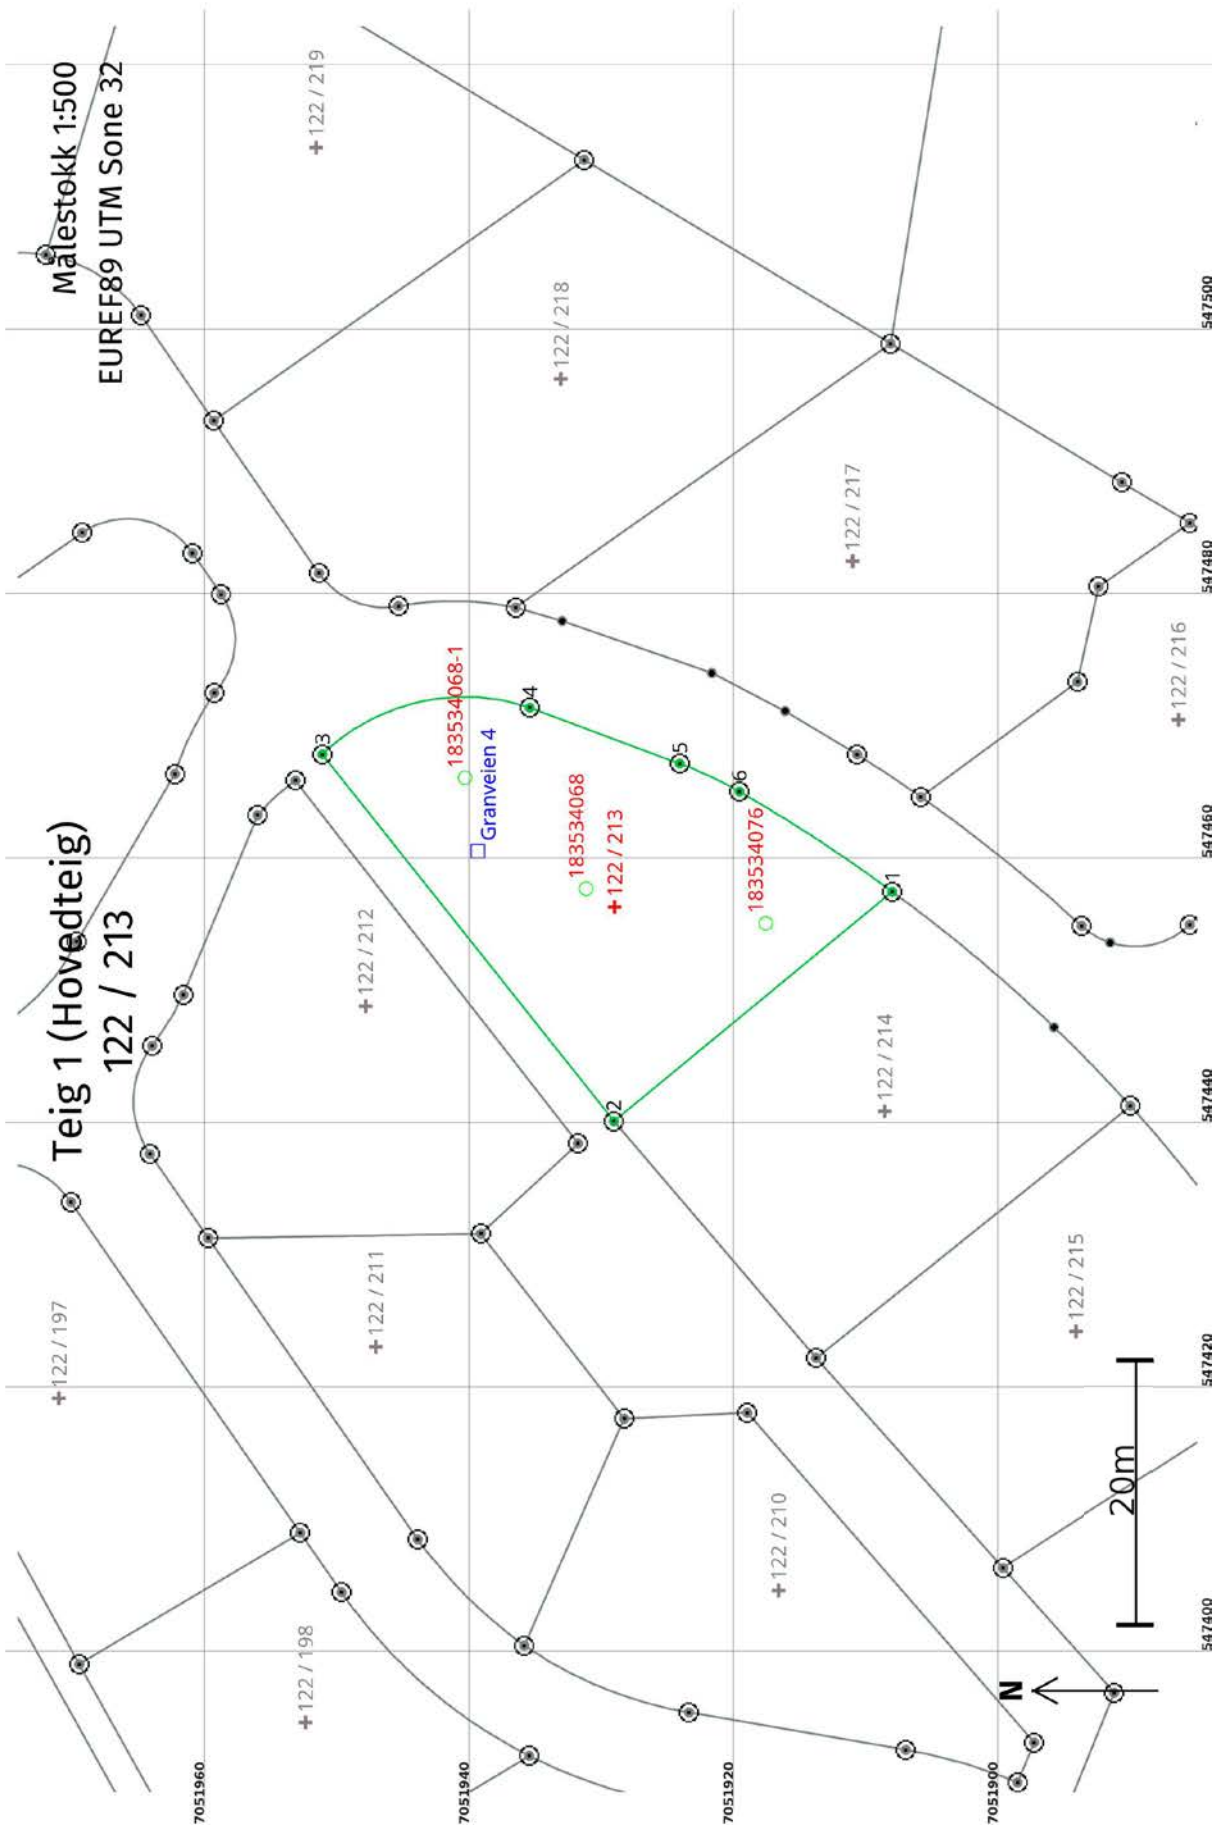 Teig 1 (Hovedteig)
122 / 213
Målestokk 1:500
EUREF89 UTM Sone 32
+122 / 197
+122 / 198
+122 / 211
+122 / 212
+122 / 219
+122 / 218
+122 / 217
+122 / 216
+122 / 210
+122 / 214
+122 / 215
183534068-1
Granveien 4
183534068
+122 / 213
183534076
1
2
3
4
5
6
7051960
7051940
7051920
7051900
547400
547420
547440
547460
547480
547500
N
20m